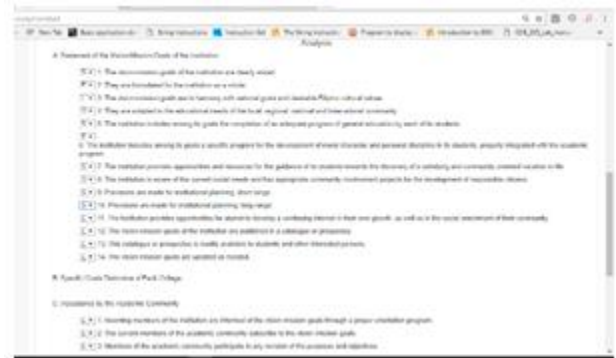 Analysis
A. Statement of the Vision/Mission Goals of the Institution
1. The vision-mission goals of the institution are clearly stated.
2. They are formulated for the institution as a whole.
3. The vision-mission goals are in harmony with national goals and desirable Filipino cultural values.
4. They are adapted to the educational needs of the local, regional, national and international community.
5. The institution includes among its goals the completion of an adequate program of general education by each of its students.
6. The institution includes among its goals a specific program for the development of moral character and personal discipline in its students, properly integrated with the academic
program.
7. The institution provides opportunities and resources for the guidance of its students towards the discovery of a satisfying and community oriented vocation in life.
8. The institution is aware of the current social needs and has appropriate community involvement projects for the development of responsible citizens.
9. Provisions are made for institutional planning, short range.
10. Provisions are made for institutional planning, long range.
11. The institution provides opportunities for alumni to develop a continuing interest in their own growth, as well as in the social enrichment of their community.
12. The vision-mission goals of the institution are published in a catalogue or prospectus.
13. This catalogue or prospectus is readily available to students and other interested persons.
14. The vision-mission goals are updated as needed.
B. Specific Goals
C. Acceptance by the Academic Community
1. Incoming members of the institution are informed of the vision-mission goals through a proper orientation program.
2. The current members of the academic community subscribe to the vision-mission goals.
3. Members of the academic community participate in any revision of the purposes and objectives.